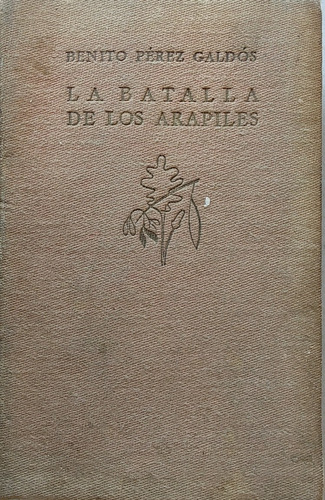 BENITO PÉREZ GALDÓS
LA BATALLA
DE LOS ARAPILES